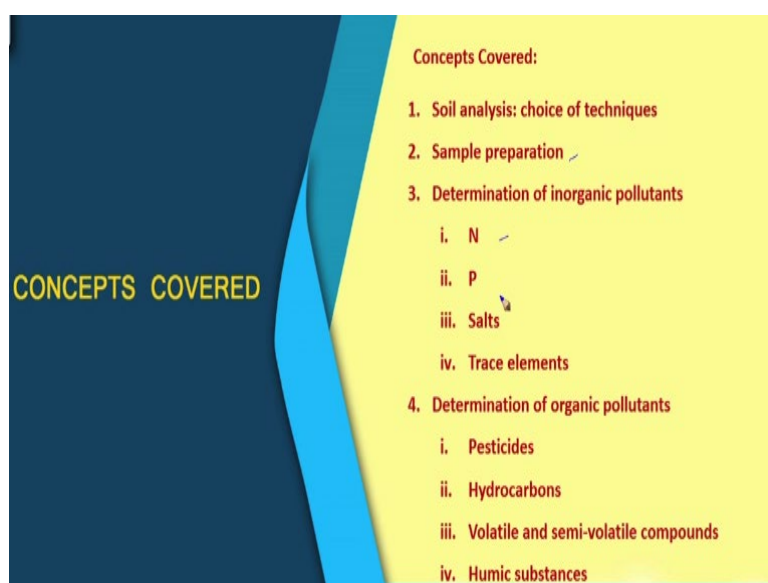 CONCEPTS COVERED
Concepts Covered:
1. Soil analysis: choice of techniques
2. Sample preparation
3. Determination of inorganic pollutants
i. N
ii. P
iii. Salts
iv. Trace elements
4. Determination of organic pollutants
i. Pesticides
ii. Hydrocarbons
iii. Volatile and semi-volatile compounds
iv. Humic substances